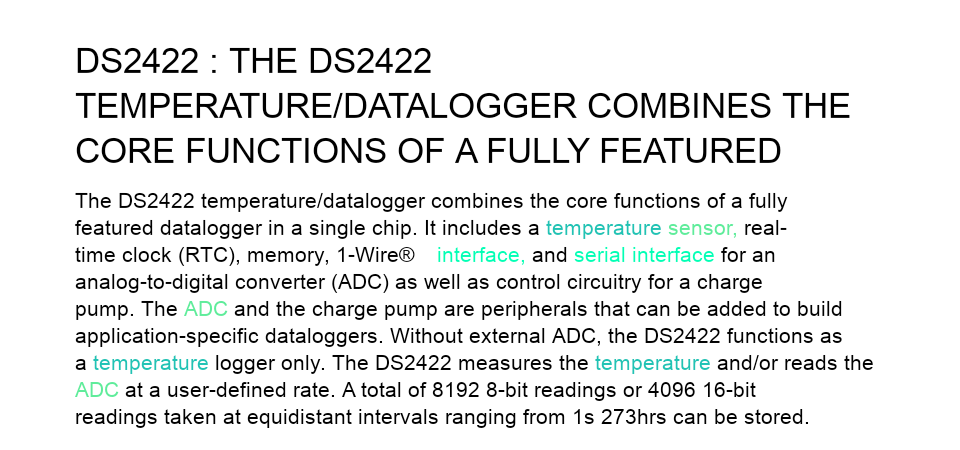 DS2422 : THE DS2422
TEMPERATURE/DATALOGGER COMBINES THE
CORE FUNCTIONS OF A FULLY FEATURED
The DS2422 temperature/datalogger combines the core functions of a fully
featured datalogger in a single chip. It includes a temperature sensor, real-
time clock (RTC), memory, 1-Wire® interface, and serial interface for an
analog-to-digital converter (ADC) as well as control circuitry for a charge
pump. The ADC and the charge pump are peripherals that can be added to build
application-specific dataloggers. Without external ADC, the DS2422 functions as
a temperature logger only. The DS2422 measures the temperature and/or reads the
ADC at a user-defined rate. A total of 8192 8-bit readings or 4096 16-bit
readings taken at equidistant intervals ranging from 1s 273hrs can be stored.